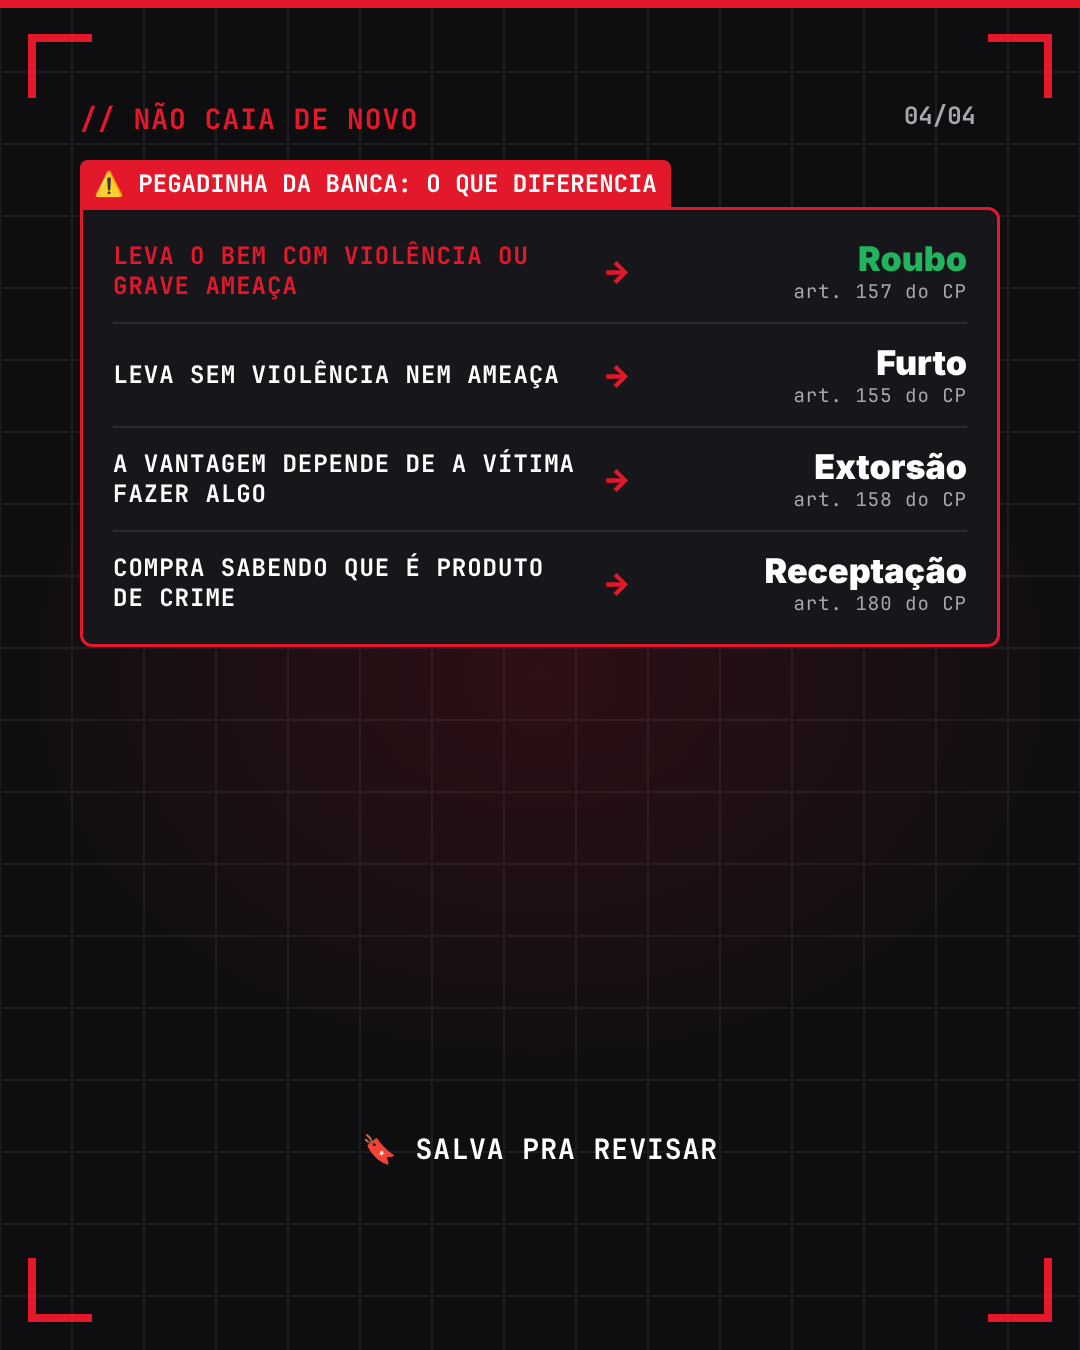 // NÃO CAIA DE NOVO
04/04
⚠️ PEGADINHA DA BANCA: O QUE DIFERENCIA
LEVA O BEM COM VIOLÊNCIA OU
GRAVE AMEAÇA
→
Roubo
art. 157 do CP
LEVA SEM VIOLÊNCIA NEM AMEAÇA
→
Furto
art. 155 do CP
A VANTAGEM DEPENDE DE A VÍTIMA
FAZER ALGO
→
Extorsão
art. 158 do CP
COMPRA SABENDO QUE É PRODUTO
DE CRIME
→
Receptação
art. 180 do CP
🔖 SALVA PRA REVISAR